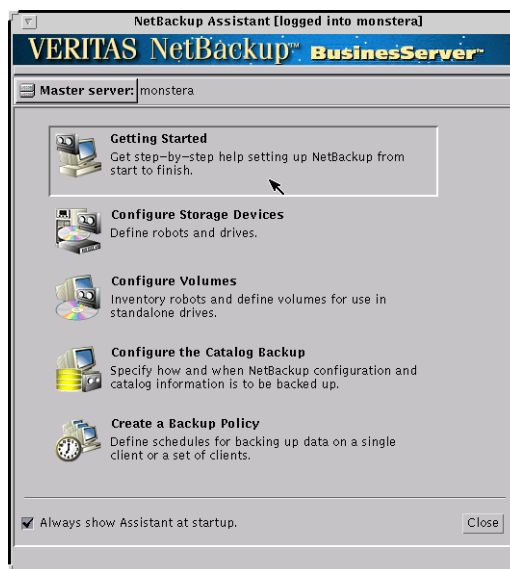 NetBackup Assistant [logged into monstera]
VERITAS NetBackup™ BusinesServer™
Master server: monstera
Getting Started
Get step-by-step help setting up NetBackup from
start to finish.
Configure Storage Devices
Define robots and drives.
Configure Volumes
Inventory robots and define volumes for use in
standalone drives.
Configure the Catalog Backup
Specify how and when NetBackup configuration and
catalog information is to be backed up.
Create a Backup Policy
Define schedules for backing up data on a single
client or a set of clients.
Always show Assistant at startup.
Close